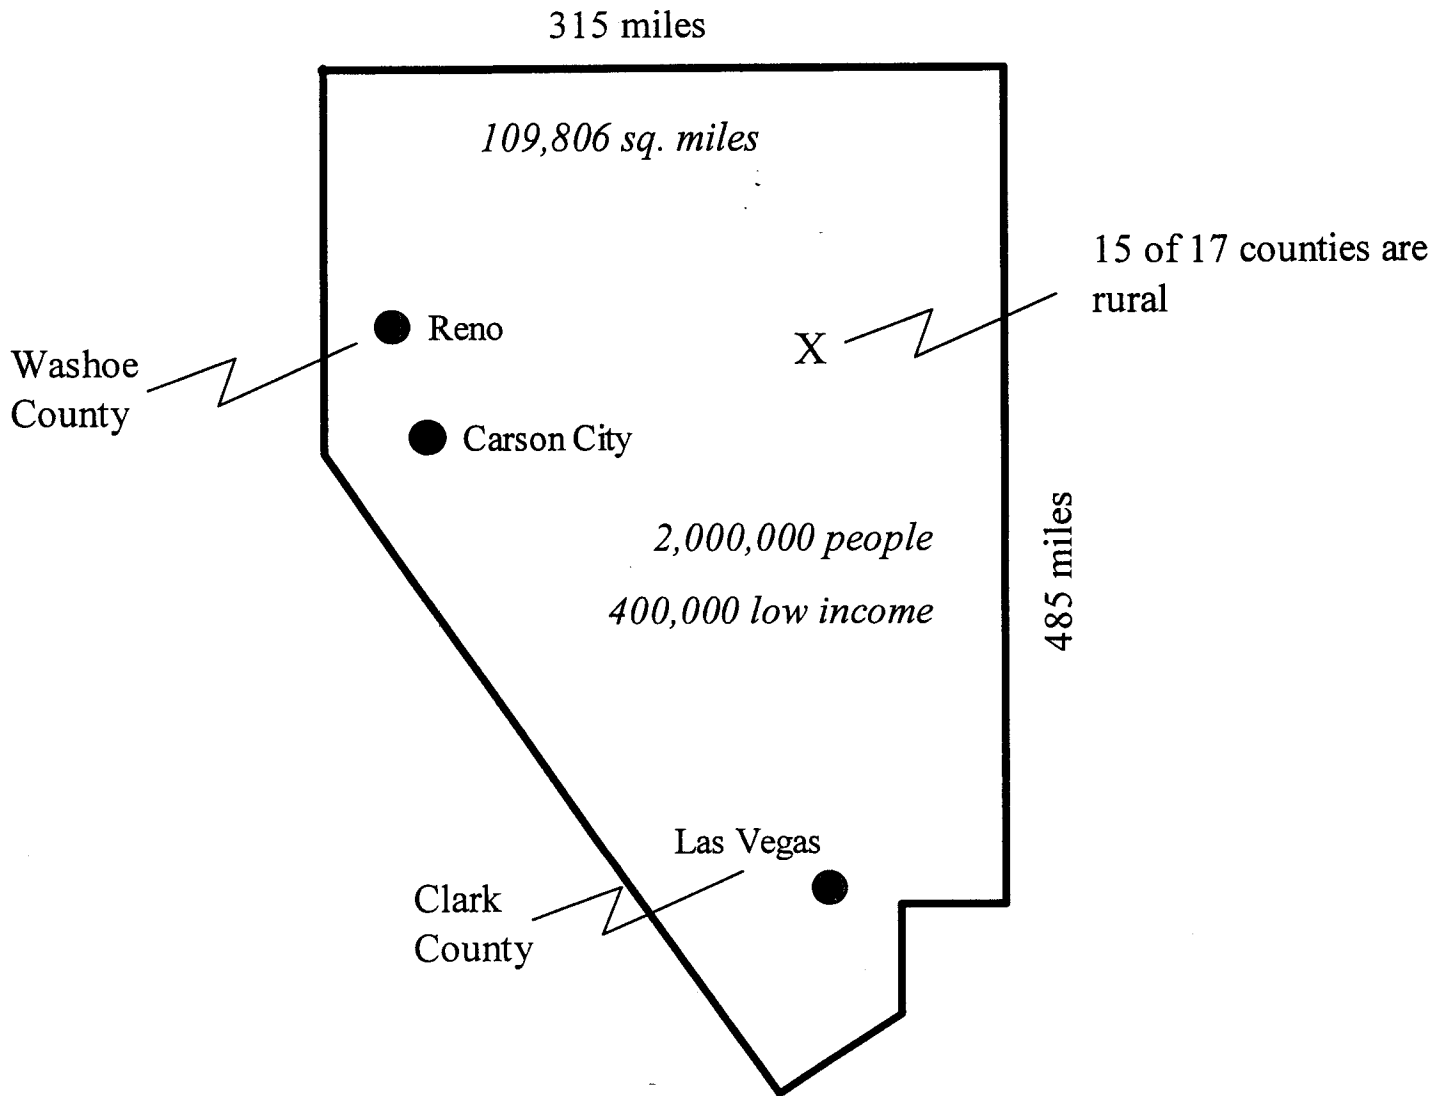 315 miles
109,806 sq. miles
15 of 17 counties are
rural
Reno
X
Washoe
County
Carson City
2,000,000 people
485 miles
400,000 low income
Las Vegas
Clark
County